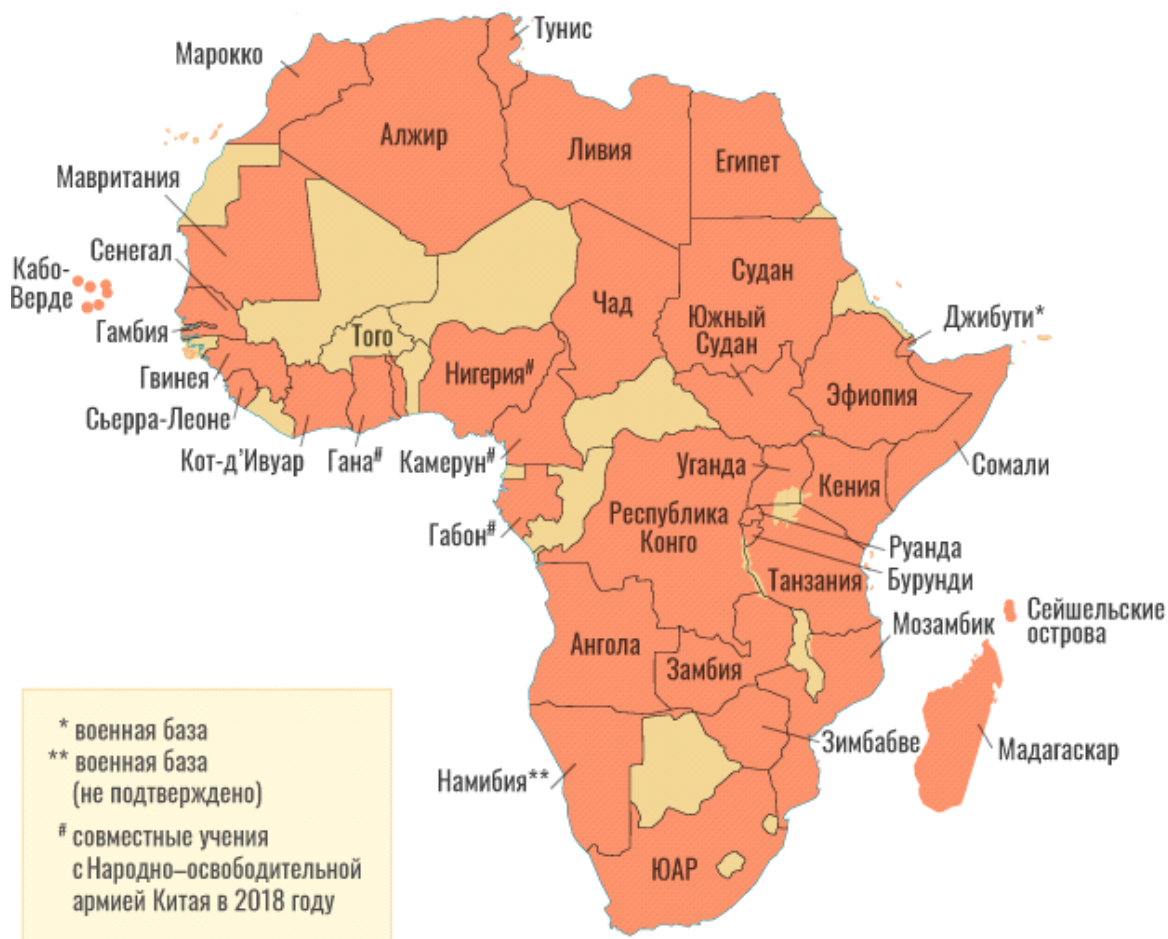 Тунис
Марокко
Алжир
Ливия
Египет
Мавритания
Сенегал
Кабо-
Верде
Судан
Чад
Южный
Судан
Джибути*
Гамбия
Того
Гвинея
Нигерия#
Эфиопия
Сьерра-Леоне
Кот-д’Ивуар
Гана#
Камерун#
Уганда
Кения
Сомали
Габон#
Республика
Конго
Руанда
Бурунди
Танзания
Сейшельские
острова
Мозамбик
Ангола
Замбия
Зимбабве
Мадагаскар
Намибия**
ЮАР
* военная база
** военная база
(не подтверждено)
# совместные учения
с Народно–освободительной
армией Китая в 2018 году